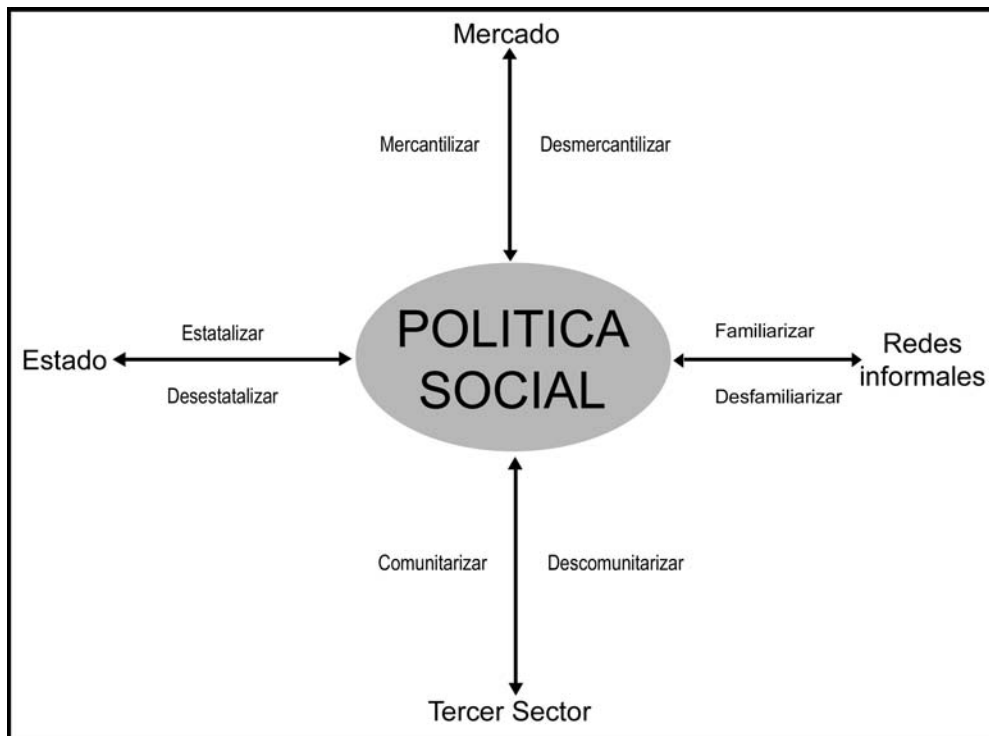 Mercado
Mercantilizar
Desmercantilizar
POLITICA
SOCIAL
Estado
Estatalizar
Desestatalizar
Familiarizar
Desfamiliarizar
Redes
informales
Comunitarizar
Descomunitarizar
Tercer Sector